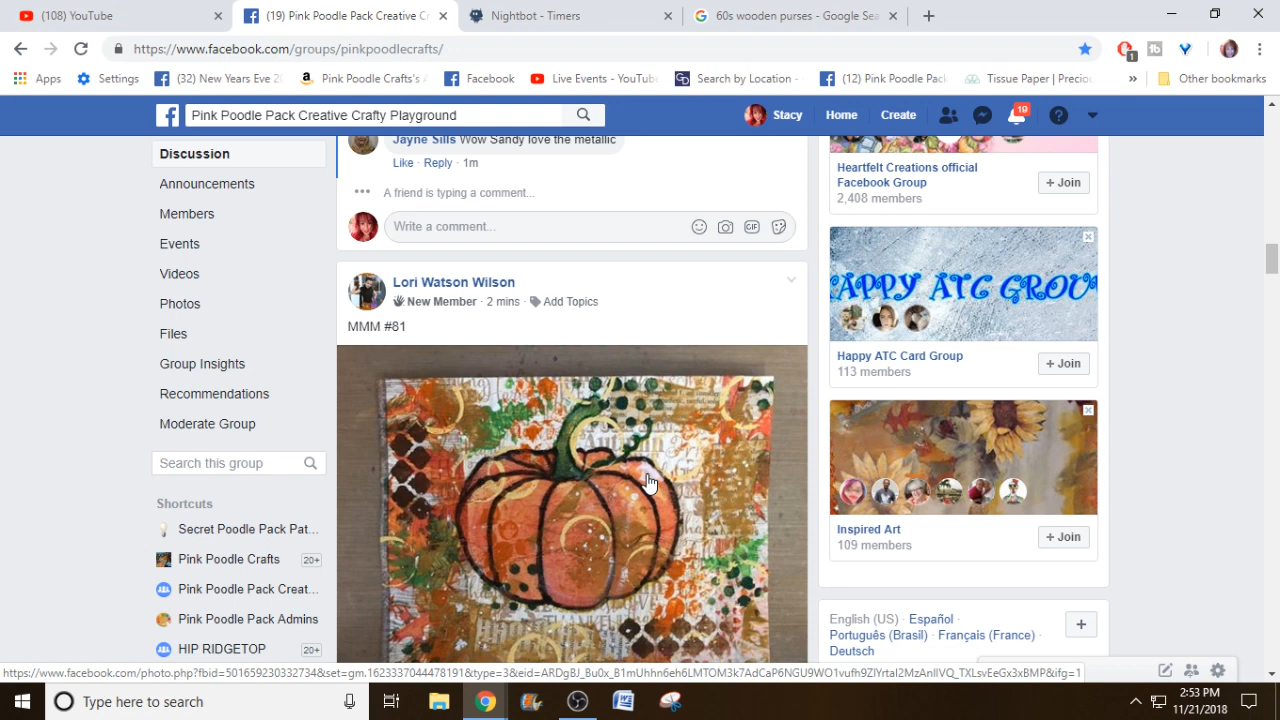 (108) YouTube
(19) Pink Poodle Pack Creative Cr
Nightbot - Timers
60s wooden purses - Google Sea
https://www.facebook.com/groups/pinkpoodlecrafts/
1
Apps
Settings
(32) New Years Eve 20
Pink Poodle Crafts's A
Facebook
Live Events - YouTube
Search by Location -
(12) Pink Poodle Pack
Tissue Paper | Preciou
»
Other bookmarks
Pink Poodle Pack Creative Crafty Playground
Stacy
Home
Create
19
Discussion
Announcements
Members
Events
Videos
Photos
Files
Group Insights
Recommendations
Moderate Group
Search this group
Shortcuts
Secret Poodle Pack Pat...
Pink Poodle Crafts 20+
Pink Poodle Pack Creat...
Pink Poodle Admins
HIP RIDGETOP 20+
Jayne Sills Wow Sandy love the metallic
Like · Reply · 1m
A friend is typing a comment...
Write a comment...
GIF
Lori Watson Wilson
New Member · 2 mins · Add Topics
MMM #81
Autumn
Heartfelt Creations official
Facebook Group
2,408 members
+ Join
HAPPY ATC GROU
Happy ATC Card Group
113 members
+ Join
Inspired Art
109 members
+ Join
English (US) · Español ·
Português (Brasil) · Français (France) ·
Deutsch
+
https://www.facebook.com/photo.php?fbid=5016592303327 34&set=gm.1623337044478191&type=3&eid=ARDgBJ_Bu0x_B1mUhhn6eh6LMTOM3k7AdCaP6NGU9WO1vufh9ZlYrtal2MzAnlIVQ_TXLsvEeGx3xBMP&ifg=1
Type here to search
2:53 PM
11/21/2018